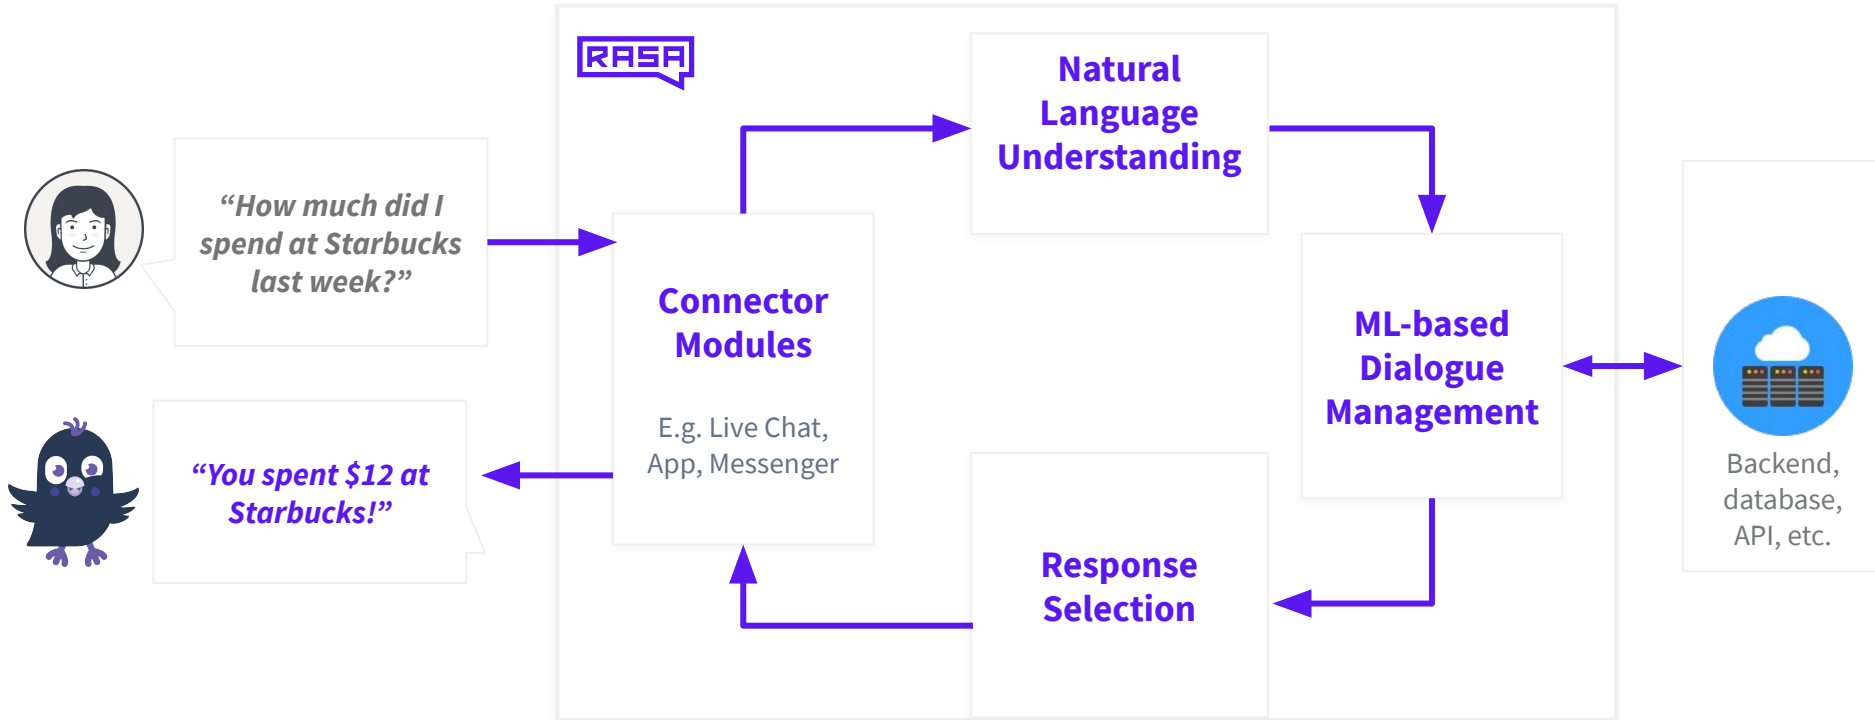 RASA
Natural
Language
Understanding
“How much did I
spend at Starbucks
last week?”
Connector
Modules
E.g. Live Chat,
App, Messenger
ML-based
Dialogue
Management
“You spent $12 at
Starbucks!”
Response
Selection
Backend,
database,
API, etc.